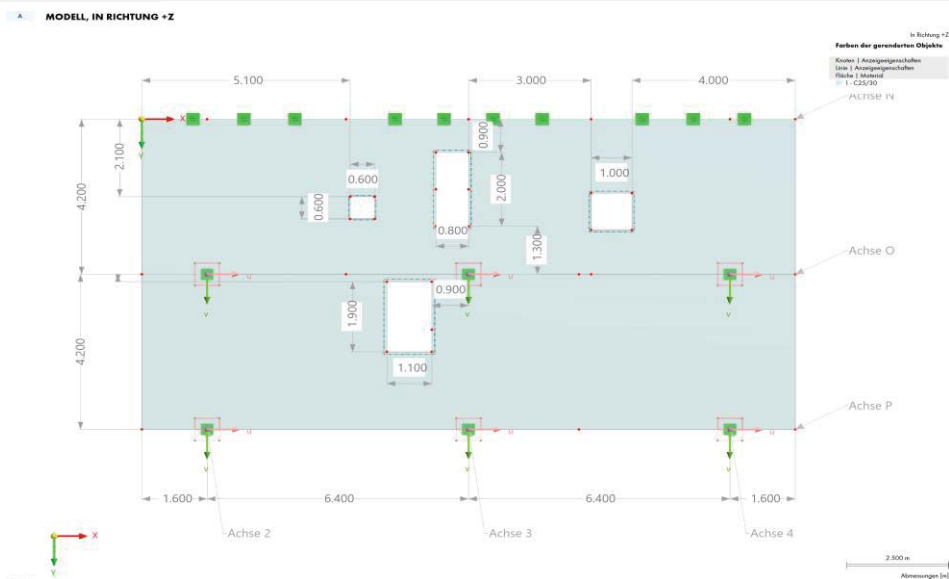 A MODELL, IN RICHTUNG +Z
In Richtung +Z
Farben der gerenderten Objekte
Knoten | Anzeigeeigenschaften
Linie | Anzeigeeigenschaften
Fläche | Material
1 - C25/30
Achse N
5.100
3.000
4.000
X
Y
4.200
2.100
0.900
0.600
0.600
2.000
1.000
0.800
1.300
Achse O
u
u
u
v
v
v
0.900
1.900
1.100
4.200
Achse P
u
u
u
v
v
v
1.600
6.400
6.400
1.600
Achse 2
Achse 3
Achse 4
X
Y
2.500 m
Abmessungen [m]